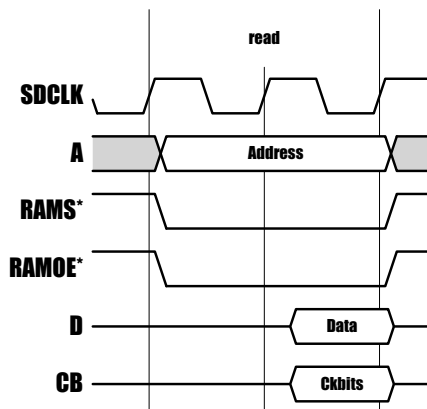 read
SDCLK
A Address
RAMS*
RAMOE*
D Data
CB Ckbits